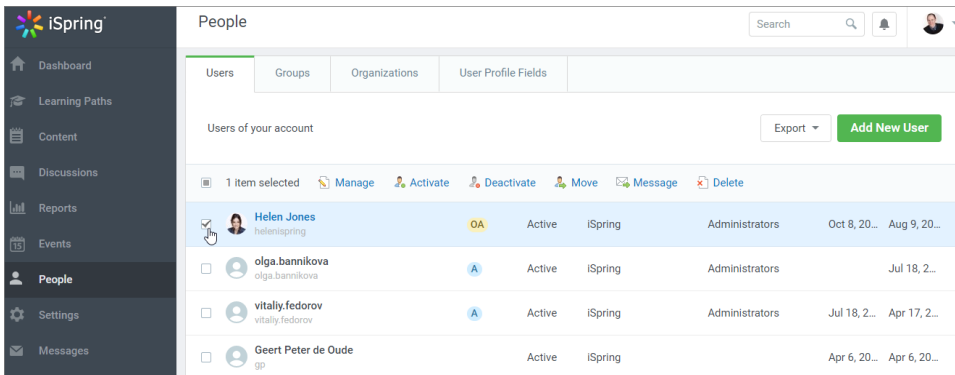 iSpring
People
Search
Dashboard
Learning Paths
Content
Discussions
Reports
15 Events
People
Settings
Messages
Users Groups Organizations User Profile Fields
Users of your account Export Add New User
1 item selected Manage Activate Deactivate Move Message Delete
Helen Jones OA Active iSpring Administrators Oct 8, 20... Aug 9, 20...
helenispring
olga.bannikova A Active iSpring Administrators Jul 18, 2...
olga.bannikova
vitaliy.fedorov A Active iSpring Administrators Jul 18, 2... Apr 17, 2...
vitaliy.fedorov
Geert Peter de Oude Active iSpring Apr 6, 20... Apr 6, 20...
gp